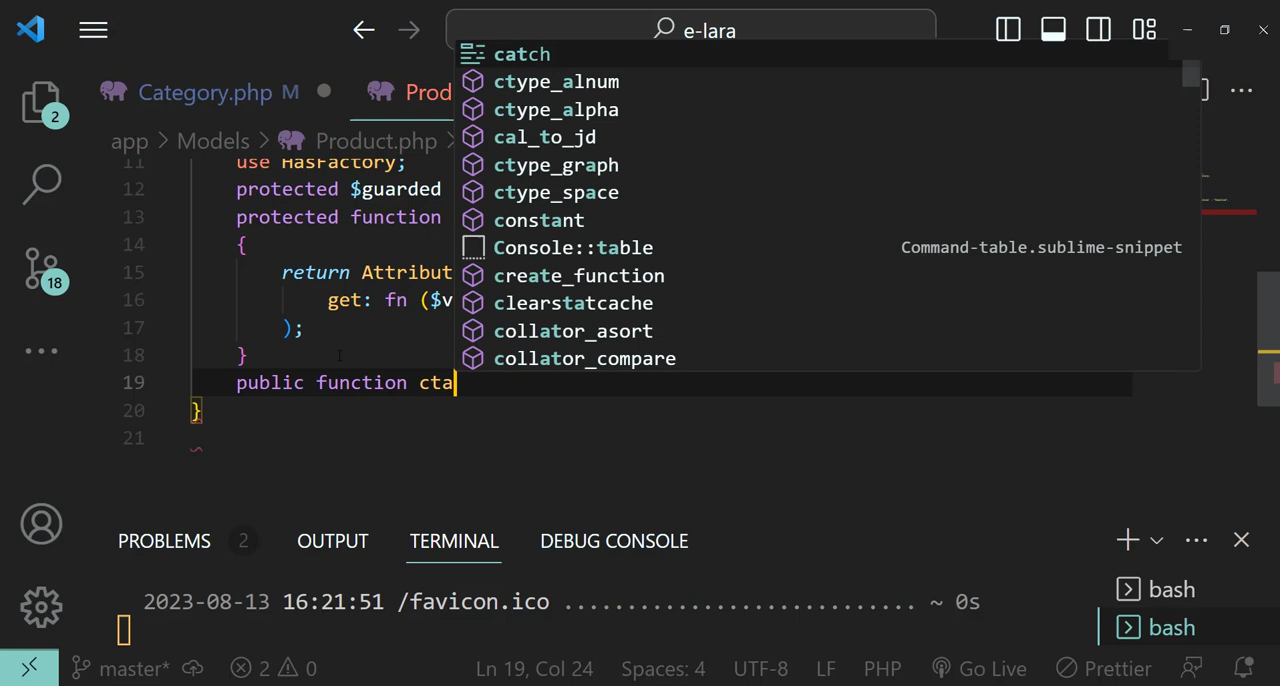 e-lara
Category.php M
Prod
app > Models > Product.php >
2
18
11 use HasFactory;
12 protected $guarded
13 protected function
14 {
15 return Attribut
16 get: fn ($v
17 );
18 }
19 public function cta
20 }
21
catch
ctype_alnum
ctype_alpha
cal_to_jd
ctype_graph
ctype_space
constant
Console::table Command-table.sublime-snippet
create_function
clearstatcache
collator_asort
collator_compare
PROBLEMS 2 OUTPUT TERMINAL DEBUG CONSOLE
2023-08-13 16:21:51 /favicon.ico ........................... ~ 0s
bash
bash
master* 2 0 Ln 19, Col 24 Spaces: 4 UTF-8 LF PHP Go Live Prettier